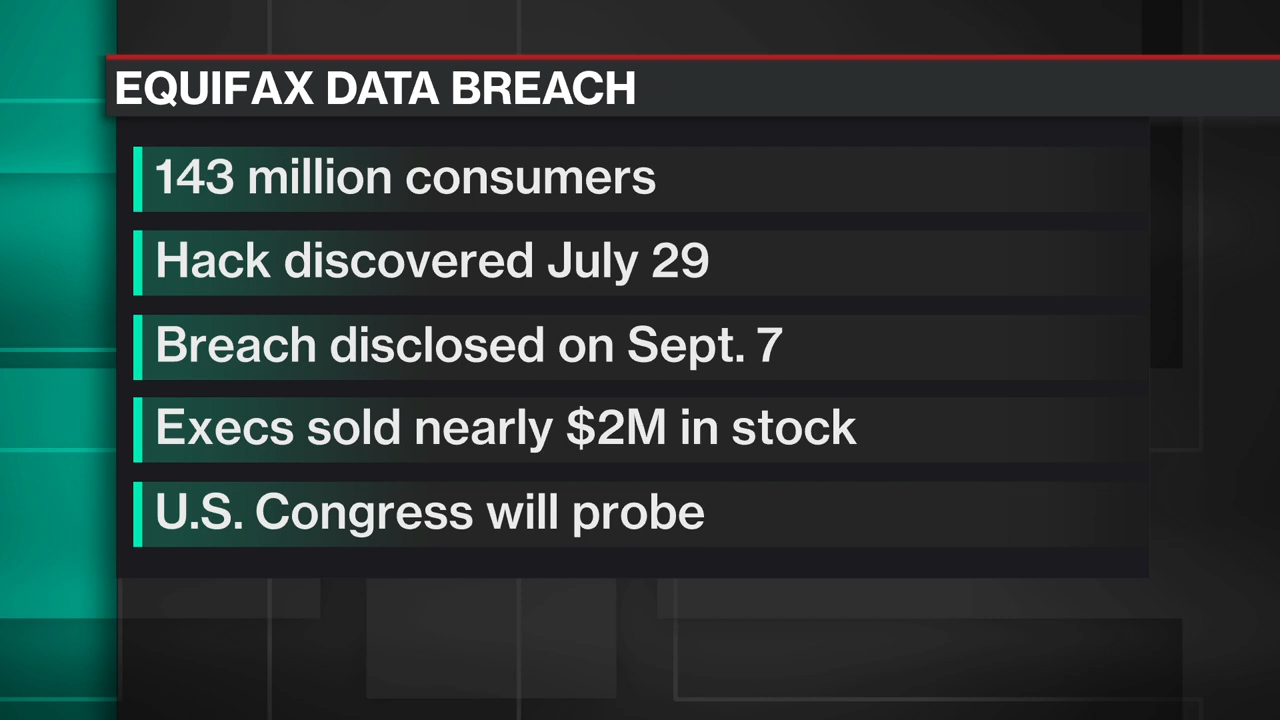 EQUIFAX DATA BREACH
143 million consumers
Hack discovered July 29
Breach disclosed on Sept. 7
Execs sold nearly $2M in stock
U.S. Congress will probe